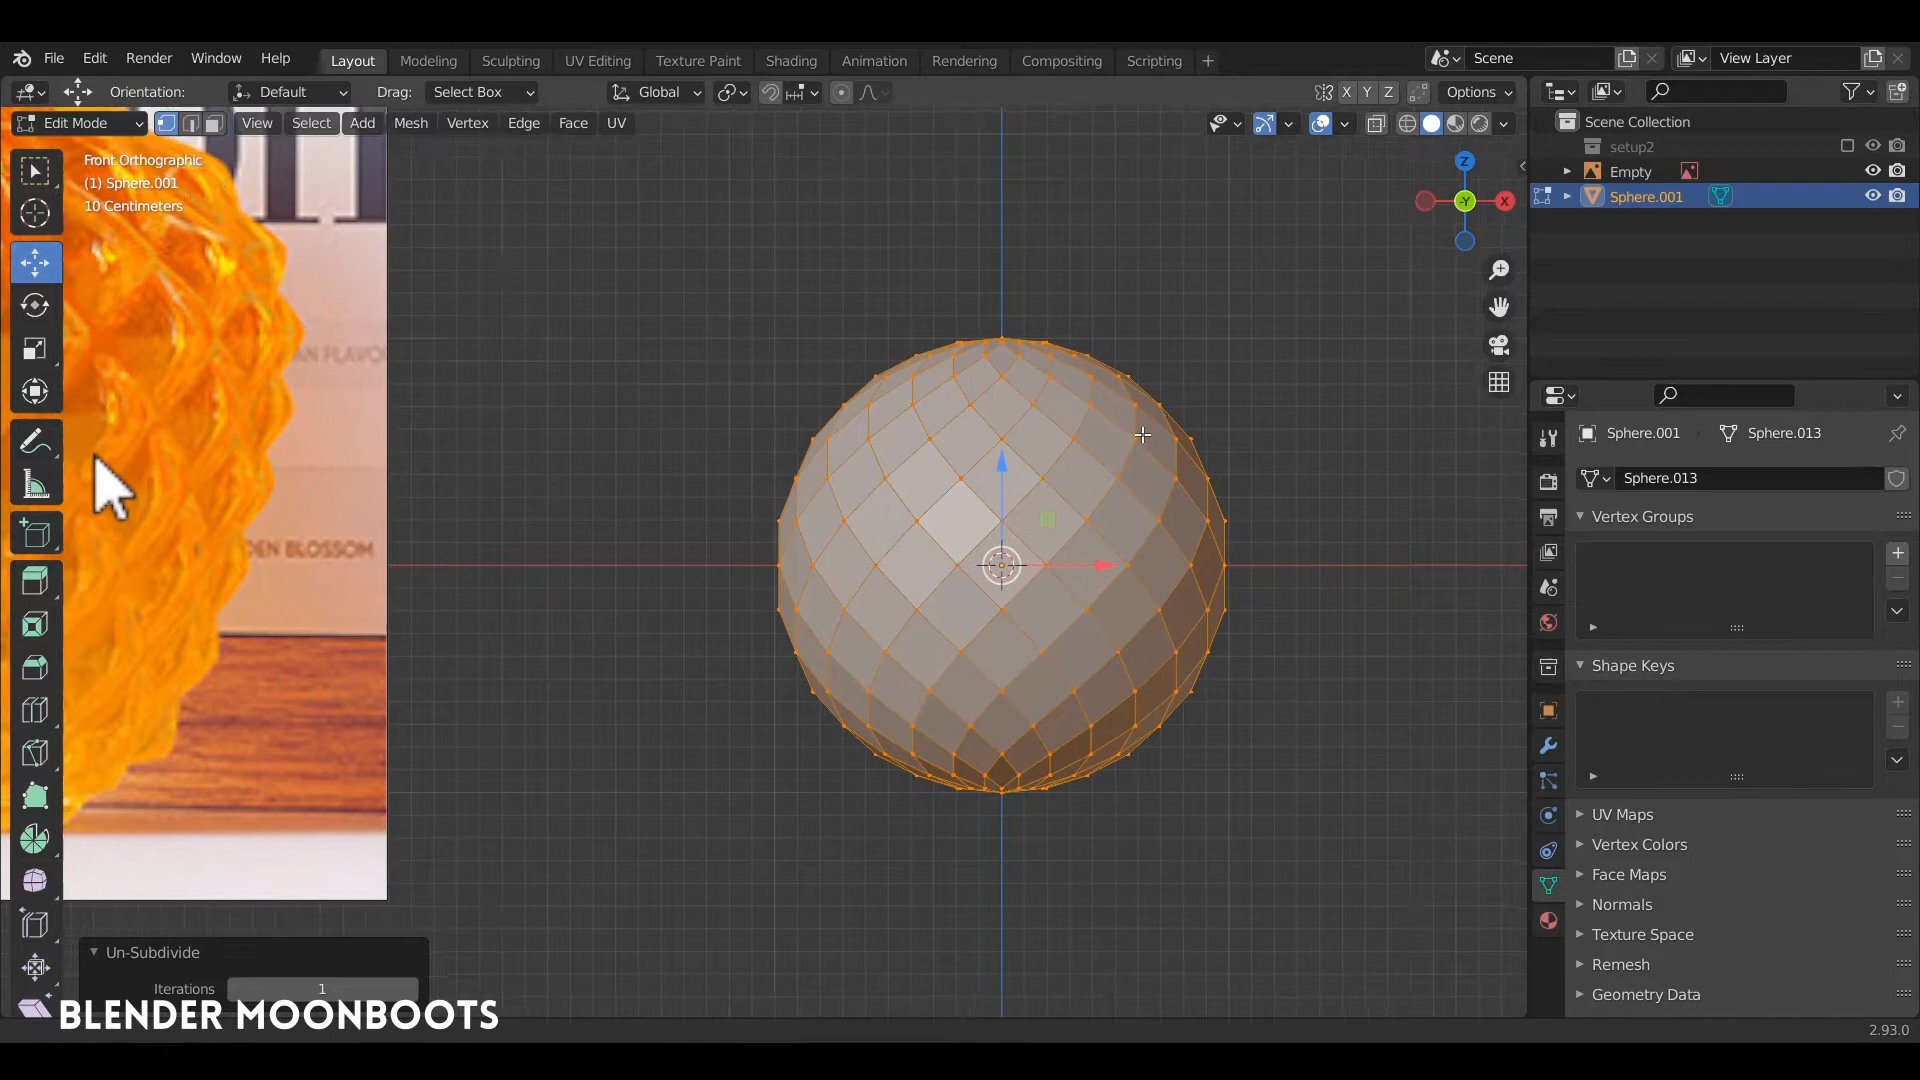 File Edit Render Window Help Layout Modeling Sculpting UV Editing Texture Paint Shading Animation Rendering Compositing Scripting + Scene View Layer
Orientation: Default Drag: Select Box Global X Y Z Options
Edit Mode View Select Add Mesh Vertex Edge Face UV
Scene Collection
setup2
Empty
Sphere.001
Front Orthographic
(1) Sphere.001
10 Centimeters
Z
-Y
X
Sphere.001 Sphere.013
Sphere.013
Vertex Groups
Shape Keys
UV Maps
Vertex Colors
Face Maps
Normals
Texture Space
Remesh
Geometry Data
AN FLAVO
DEN BLOSSOM
Un-Subdivide
Iterations 1
BLENDER MOONBOOTS
2.93.0